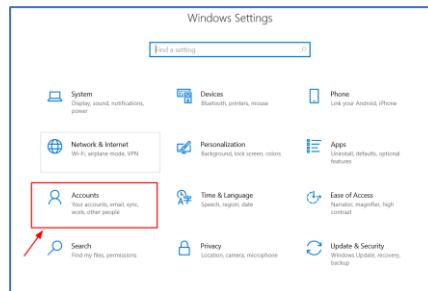 Windows Settings
Find a setting
System
Display, sound, notifications,
power
Devices
Bluetooth, printers, mouse
Phone
Link your Android, iPhone
Network & Internet
Wi-Fi, airplane mode, VPN
Personalization
Background, lock screen, colors
Apps
Uninstall, defaults, optional
features
Accounts
Your accounts, email, sync,
work, other people
Time & Language
Speech, region, date
Ease of Access
Narrator, magnifier, high
contrast
Search
Find my files, permissions
Privacy
Location, camera, microphone
Update & Security
Windows Update, recovery,
backup